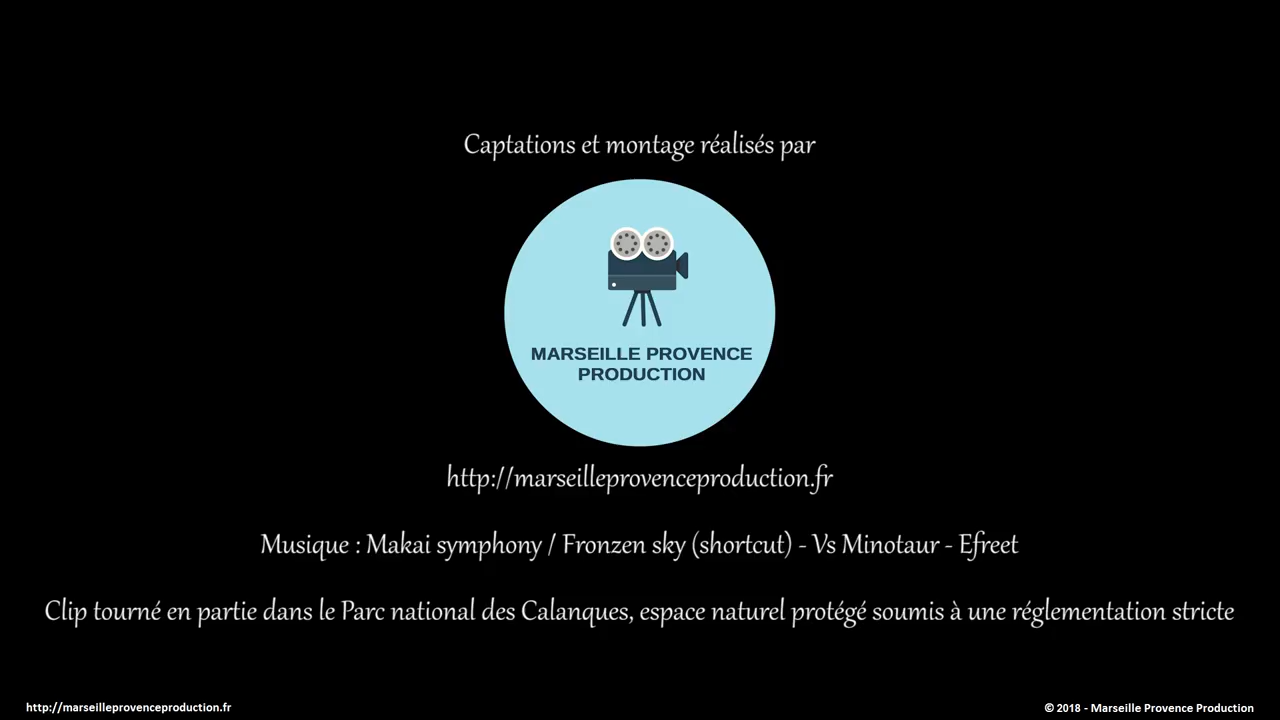 Captations et montage réalisés par
MARSEILLE PROVENCE
PRODUCTION
http://marseilleprovenceproduction.fr
Musique : Makai symphony / Fronzen sky (shortcut) - Vs Minotaur - Efreet
Clip tourné en partie dans le Parc national des Calanques, espace naturel protégé soumis à une réglementation stricte
http://marseilleprovenceproduction.fr
© 2018 - Marseille Provence Production